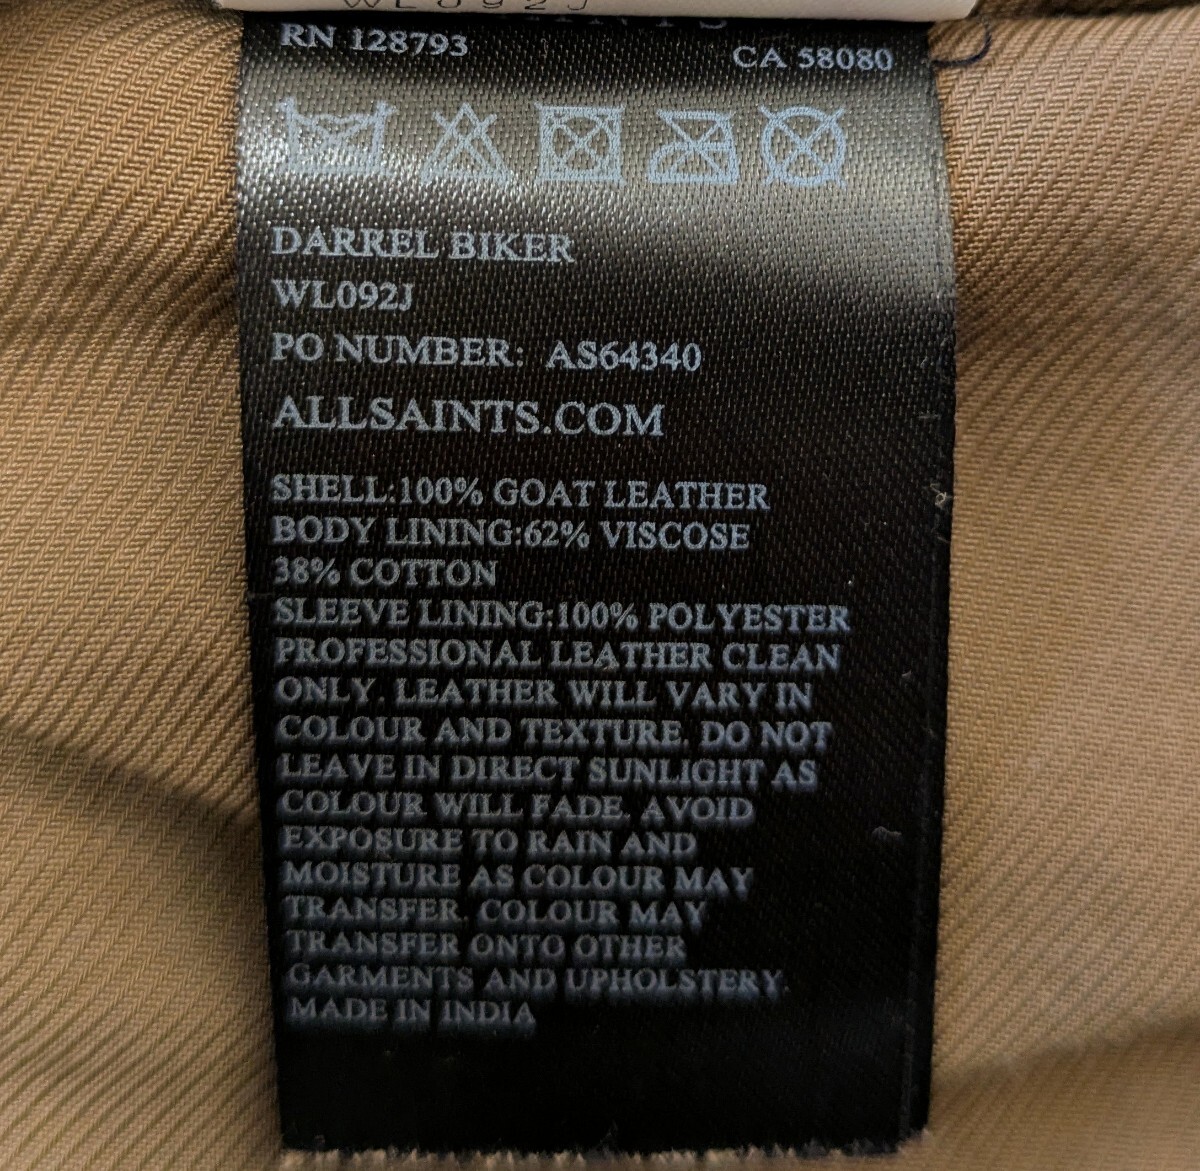 WL092J
RN 128793
CA 58080
DARREL BIKER
WL092J
PO NUMBER: AS64340
ALLSAINTS.COM
SHELL:100% GOAT LEATHER
BODY LINING:62% VISCOSE
38% COTTON
SLEEVE LINING:100% POLYESTER
PROFESSIONAL LEATHER CLEAN
ONLY. LEATHER WILL VARY IN
COLOUR AND TEXTURE. DO NOT
LEAVE IN DIRECT SUNLIGHT AS
COLOUR WILL FADE. AVOID
EXPOSURE TO RAIN AND
MOISTURE AS COLOUR MAY
TRANSFER. COLOUR MAY
TRANSFER ONTO OTHER
GARMENTS AND UPHOLSTERY.
MADE IN INDIA